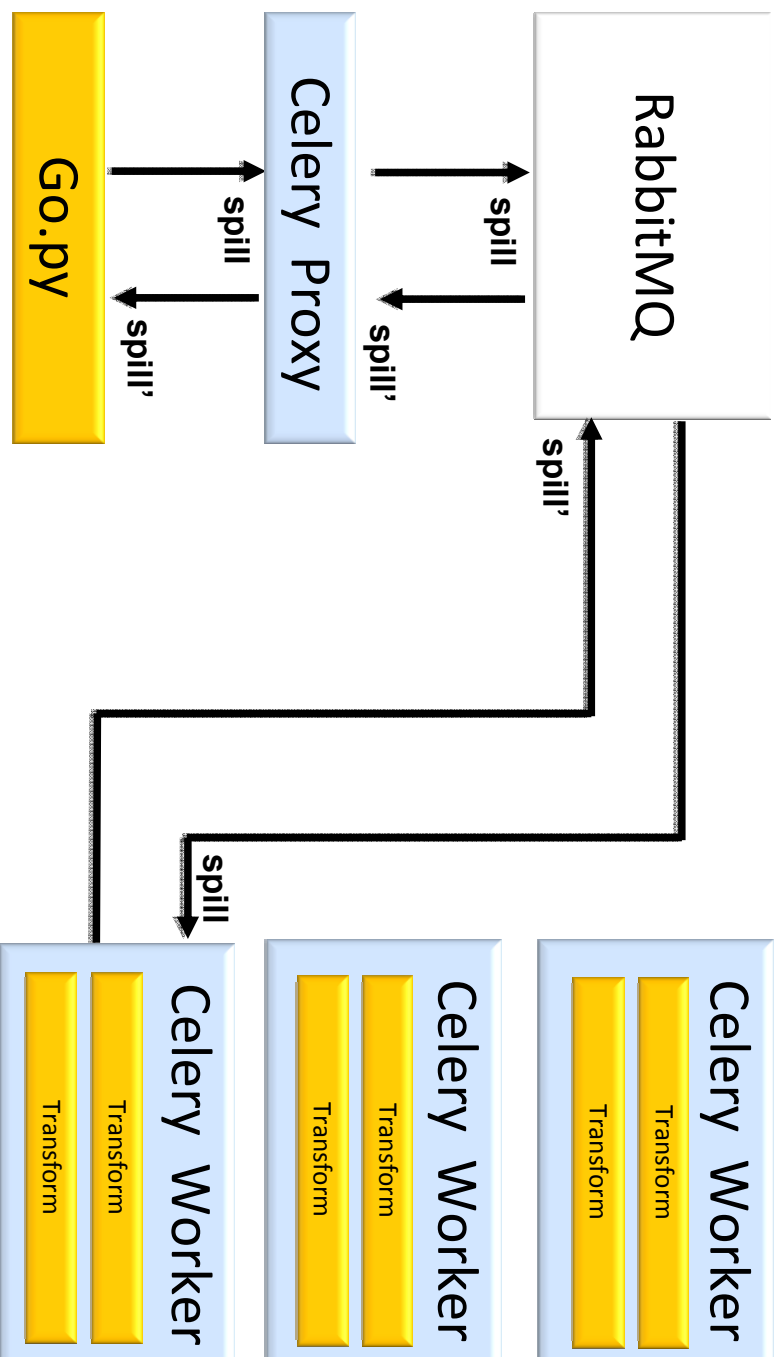 RabbitMQ
spill
spill’
Celery Proxy
spill
spill’
Go.py
spill’
spill
Celery Worker
Transform
Transform
Celery Worker
Transform
Transform
Celery Worker
Transform
Transform